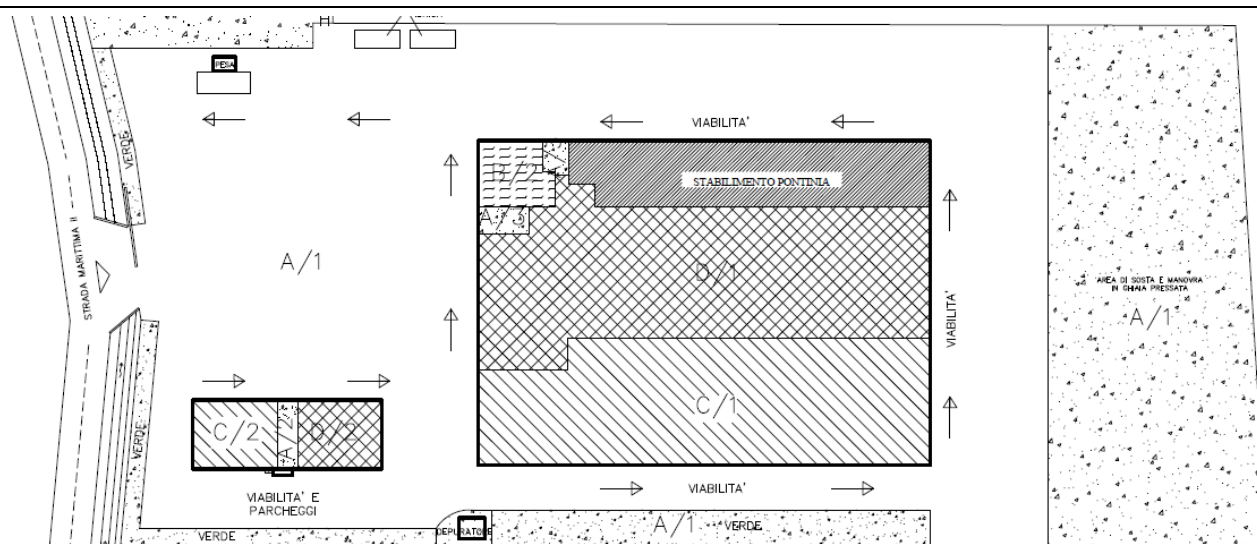 PESA
VERDE
VIABILITA'
B/2
STABILIMENTO PONTINIA
A/3
STRADA MARITTIMA II
A/1
D/1
VIABILITA'
AREA DI SOSTA E MANOVRA
IN GHIAIA PRESSATA
A/1
C/1
C/2
A/2
D/2
VERDE
VIABILITA' E
PARCHEGGI
VIABILITA'
VERDE
DEPURATORE
A/1
VERDE